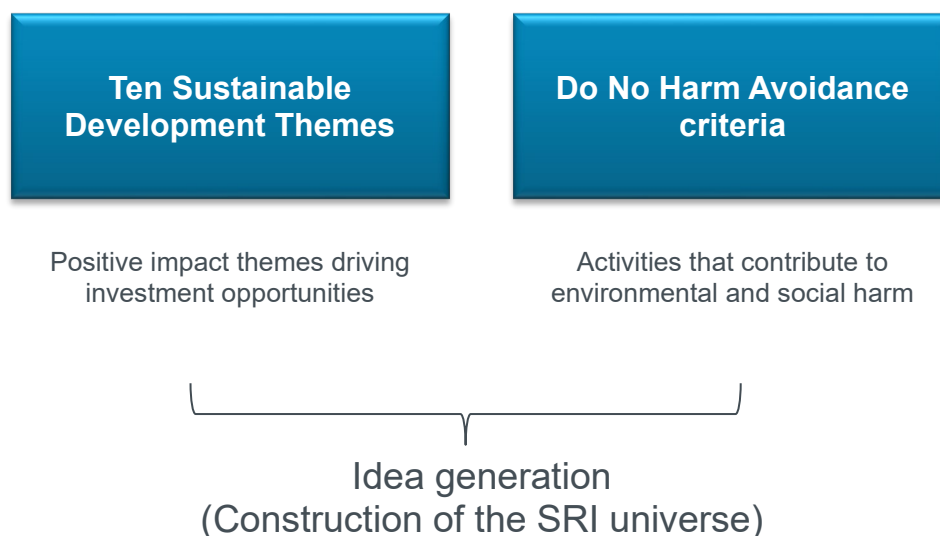 Ten Sustainable
Development Themes
Do No Harm Avoidance
criteria
Positive impact themes driving
investment opportunities
Activities that contribute to
environmental and social harm
Idea generation
(Construction of the SRI universe)